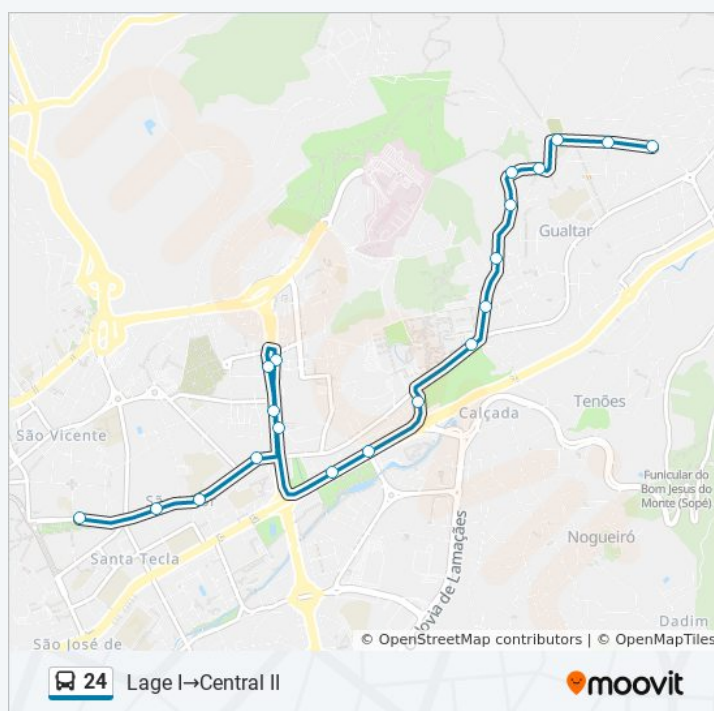 Gualtar
Calçada
Tenões
São Vicente
Funicular do
Bom Jesus do
Monte (Sopé)
Santa Tecla
Nogueiró
via de Lamaçães
Dadim
São José de
© OpenStreetMap contributors | © OpenMapTiles
24 Lage I→Central II
moovit